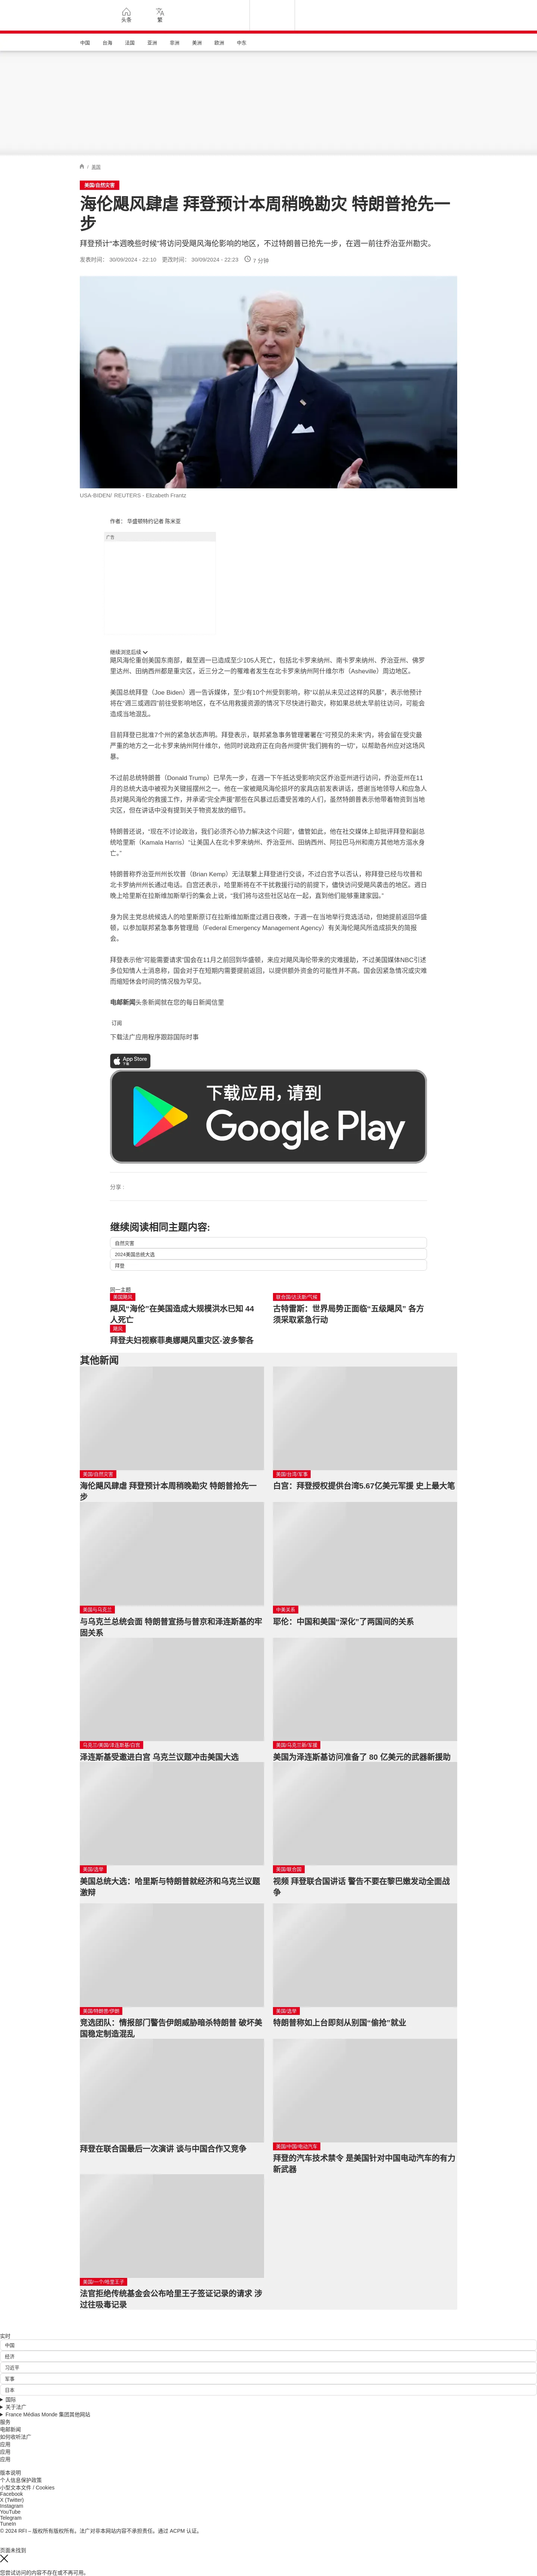 头条
繁
中国
台海
法国
亚洲
非洲
美洲
欧洲
中东
/ 美国
美国/自然灾害
海伦飓风肆虐 拜登预计本周稍晚勘灾 特朗普抢先一步
拜登预计“本週晚些时候”将访问受飓风海伦影响的地区，不过特朗普已抢先一步，在週一前往乔治亚州勘灾。
发表时间： 30/09/2024 - 22:10 更改时间： 30/09/2024 - 22:23 7 分钟
USA-BIDEN/ REUTERS - Elizabeth Frantz
作者： 华盛顿特约记者 陈米亚
广告
继续浏览后续
飓风海伦重创美国东南部，截至週一已造成至少105人死亡，包括北卡罗来纳州、南卡罗来纳州、乔治亚州、佛罗里达州、田纳西州都是重灾区，近三分之一的罹难者发生在北卡罗来纳州阿什维尔市（Asheville）周边地区。
美国总统拜登（Joe Biden）週一告诉媒体，至少有10个州受到影响，称“以前从未见过这样的风暴”，表示他预计将在“週三或週四”前往受影响地区，在不佔用救援资源的情况下尽快进行勘灾，称如果总统太早前往访问，可能会造成当地混乱。
目前拜登已批准7个州的紧急状态声明。拜登表示，联邦紧急事务管理署署在“可预见的未来”内，将会留在受灾最严重的地方之一北卡罗来纳州阿什维尔，他同时说政府正在向各州提供“我们拥有的一切”，以帮助各州应对这场风暴。
不过前总统特朗普（Donald Trump）已早先一步，在週一下午抵达受影响灾区乔治亚州进行访问，乔治亚州在11月的总统大选中被视为关键摇摆州之一。他在一家被飓风海伦损坏的家具店前发表讲话，感谢当地领导人和应急人员对飓风海伦的救援工作，并承诺“完全声援”那些在风暴过后遭受苦难的人们，虽然特朗普表示他带着物资到当地灾区，但在讲话中没有提到关于物资发放的细节。
特朗普还说，“现在不讨论政治，我们必须齐心协力解决这个问题”，儘管如此，他在社交媒体上却批评拜登和副总统哈里斯（Kamala Harris）“让美国人在北卡罗来纳州、乔治亚州、田纳西州、阿拉巴马州和南方其他地方溺水身亡。”
特朗普称乔治亚州州长坎普（Brian Kemp）无法联繫上拜登进行交谈，不过白宫予以否认，称拜登已经与坎普和北卡罗纳州州长通过电话。白宫还表示，哈里斯将在不干扰救援行动的前提下，儘快访问受飓风袭击的地区。週日晚上哈里斯在拉斯维加斯举行的集会上说，“我们将与这些社区站在一起，直到他们能够重建家园。”
身为民主党总统候选人的哈里斯原订在拉斯维加斯度过週日夜晚，于週一在当地举行竞选活动，但她提前返回华盛顿，以参加联邦紧急事务管理局（Federal Emergency Management Agency）有关海伦飓风所造成损失的简报会。
拜登表示他“可能需要请求”国会在11月之前回到华盛顿，来应对飓风海伦带来的灾难援助，不过美国媒体NBC引述多位知情人士消息称，国会对于在短期内需要提前返回，以提供额外资金的可能性并不高。国会因紧急情况或灾难而缩短休会时间的情况极为罕见。
电邮新闻头条新闻就在您的每日新闻信里
订阅
下载法广应用程序跟踪国际时事
App Store
下载应用，请到
Google Play
分享 :
继续阅读相同主题内容:
自然灾害
2024美国总统大选
拜登
同一主题
美国飓风
飓风“海伦”在美国造成大规模洪水已知 44 人死亡
联合国/达沃斯/气候
古特雷斯：世界局势正面临“五级飓风” 各方须采取紧急行动
飓风
拜登夫妇视察菲奥娜飓风重灾区-波多黎各
其他新闻
美国/自然灾害
海伦飓风肆虐 拜登预计本周稍晚勘灾 特朗普抢先一步
美国/台湾/军事
白宫：拜登授权提供台湾5.67亿美元军援 史上最大笔
美国与乌克兰
与乌克兰总统会面 特朗普宣扬与普京和泽连斯基的牢固关系
中美关系
耶伦：中国和美国“深化”了两国间的关系
乌克兰/美国/泽连斯基/白宫
泽连斯基受邀进白宫 乌克兰议题冲击美国大选
美国/乌克兰新/军援
美国为泽连斯基访问准备了 80 亿美元的武器新援助
美国/选举
美国总统大选：哈里斯与特朗普就经济和乌克兰议题激辩
美国/联合国
视频 拜登联合国讲话 警告不要在黎巴嫩发动全面战争
美国/特朗普/伊朗
竞选团队：情报部门警告伊朗威胁暗杀特朗普 破坏美国稳定制造混乱
美国/选举
特朗普称如上台即刻从别国“偷抢”就业
拜登在联合国最后一次演讲 谈与中国合作又竞争
美国/中国/电动汽车
拜登的汽车技术禁令 是美国针对中国电动汽车的有力新武器
美国/一个/哈里王子
法官拒绝传统基金会公布哈里王子签证记录的请求 涉过往吸毒记录
实时
中国
经济
习近平
军事
日本
国际
关于法广
France Médias Monde 集团其他网站
服务
电邮新闻
如何收听法广
应用
应用
应用
版本说明
个人信息保护政策
小型文本文件 / Cookies
Facebook
X (Twitter)
Instagram
YouTube
Telegram
TuneIn
© 2024 RFI – 版权所有版权所有。法广对非本网站内容不承担责任。通过 ACPM 认证。
页面未找到
您尝试访问的内容不存在或不再可用。